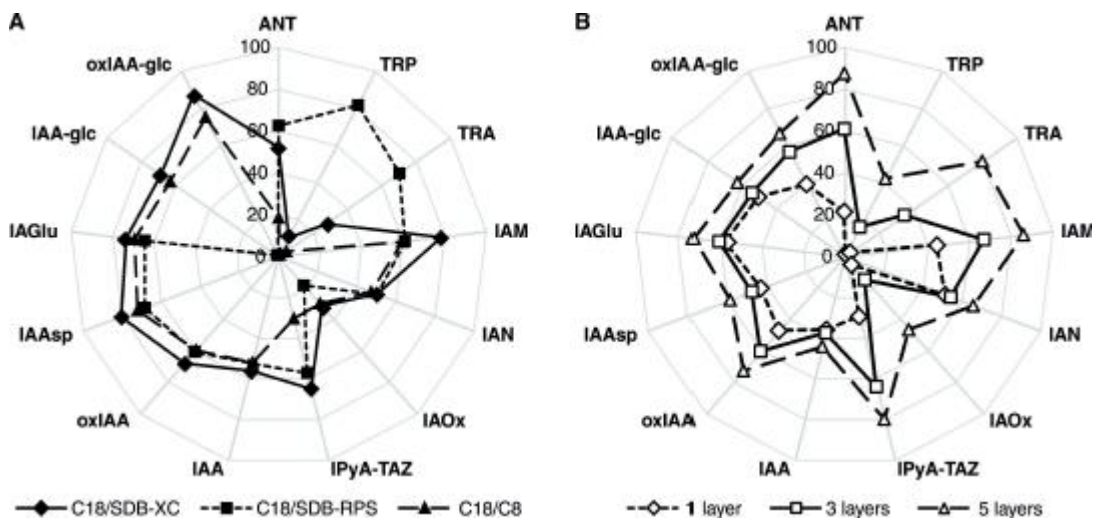 A
ANT
100
80
60
40
20
0
TRP
TRA
IAM
IAN
IAOx
IPyA-TAZ
IAA
oxIAA
IAAsp
IAGlu
IAA-glc
oxIAA-glc
C18/SDB-XC
C18/SDB-RPS
C18/C8
B
ANT
100
80
60
40
20
0
TRP
TRA
IAM
IAN
IAOx
IPyA-TAZ
IAA
oxIAA
IAAsp
IAGlu
IAA-glc
oxIAA-glc
1 layer
3 layers
5 layers